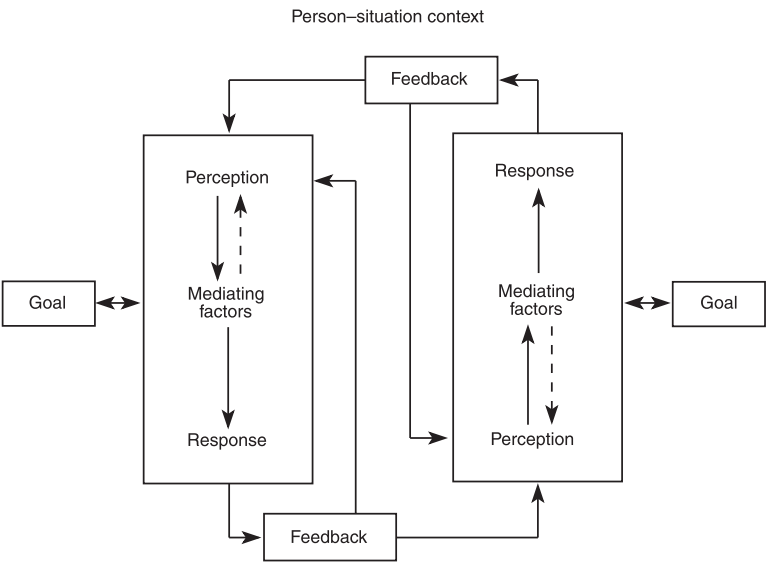 Person–situation context
Feedback
Perception
Response
Goal
Mediating
factors
Mediating
factors
Goal
Response
Perception
Feedback